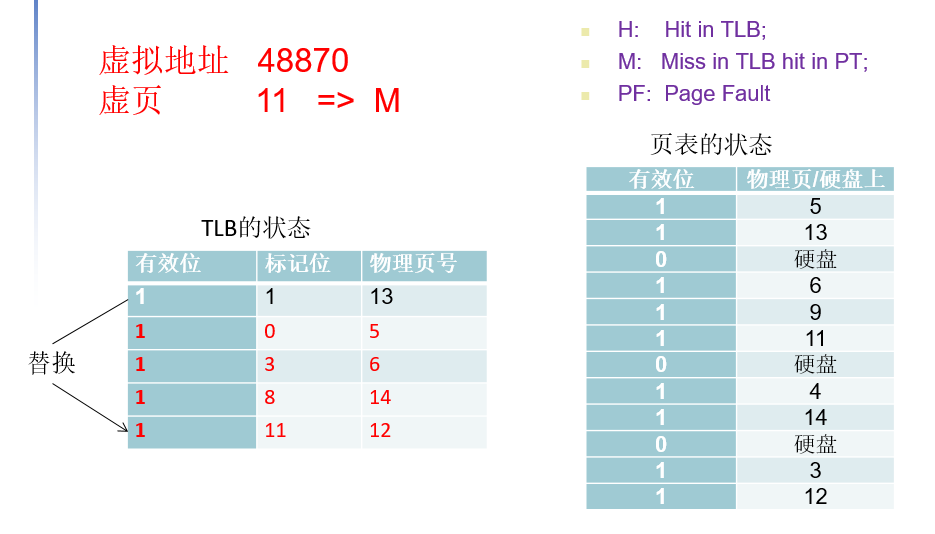 虚拟地址 48870
虚页 11 => M
H: Hit in TLB;
M: Miss in TLB hit in PT;
PF: Page Fault
TLB的状态
有效位 标记位 物理页号
1 1 13
1 0 5
1 3 6
1 8 14
1 11 12
替换
页表的状态
有效位 物理页/硬盘上
1 5
1 13
0 硬盘
1 6
1 9
1 11
0 硬盘
1 4
1 14
0 硬盘
1 3
1 12